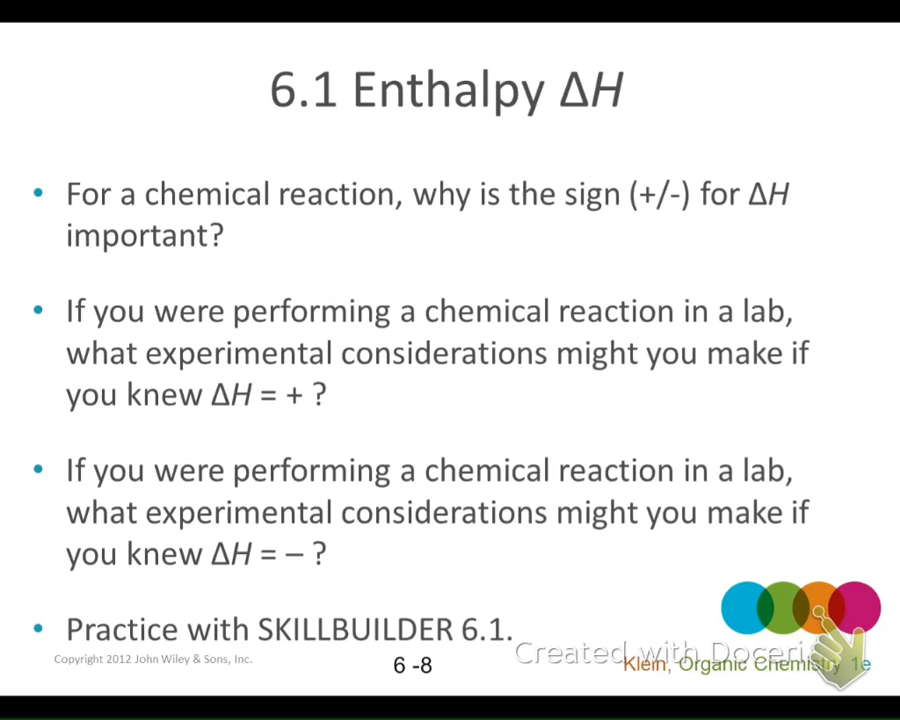 6.1 Enthalpy ΔH
• For a chemical reaction, why is the sign (+/-) for ΔH
important?
• If you were performing a chemical reaction in a lab,
what experimental considerations might you make if
you knew ΔH = + ?
• If you were performing a chemical reaction in a lab,
what experimental considerations might you make if
you knew ΔH = – ?
• Practice with SKILLBUILDER 6.1.
Created with Doceri
Copyright 2012 John Wiley & Sons, Inc.
6 -8
Klein, Organic Chemistry 1e